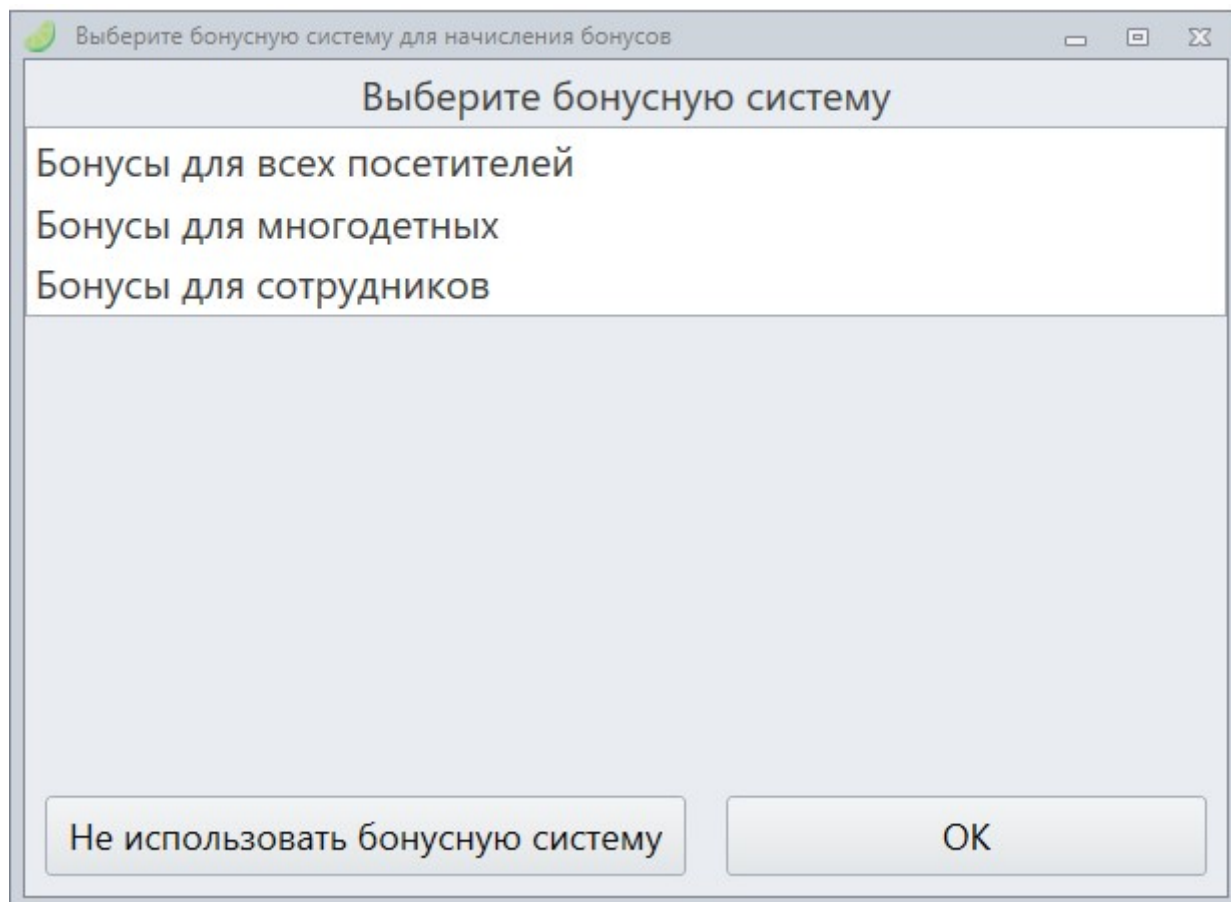 Выберите бонусную систему для начисления бонусов
Выберите бонусную систему
Бонусы для всех посетителей
Бонусы для многодетных
Бонусы для сотрудников
Не использовать бонусную систему
ОК